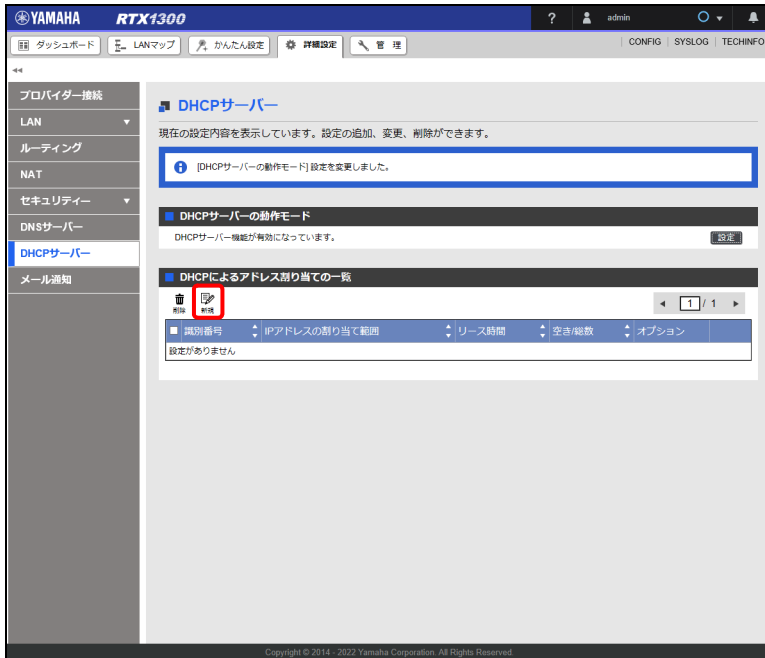 YAMAHA RTX1300 ? admin
ダッシュボード LANマップ かんたん設定 詳細設定 管 理 CONFIG SYSLOG TECHINFO
プロバイダー接続
LAN
ルーティング
NAT
セキュリティー
DNSサーバー
DHCPサーバー
メール通知
DHCPサーバー
現在の設定内容を表示しています。設定の追加、変更、削除ができます。
[DHCPサーバーの動作モード] 設定を変更しました。
DHCPサーバーの動作モード
DHCPサーバー機能が有効になっています。 設定
DHCPによるアドレス割り当ての一覧
削除 新規 1 / 1
識別番号 IPアドレスの割り当て範囲 リース時間 空き/総数 オプション
設定がありません
Copyright © 2014 - 2022 Yamaha Corporation. All Rights Reserved.